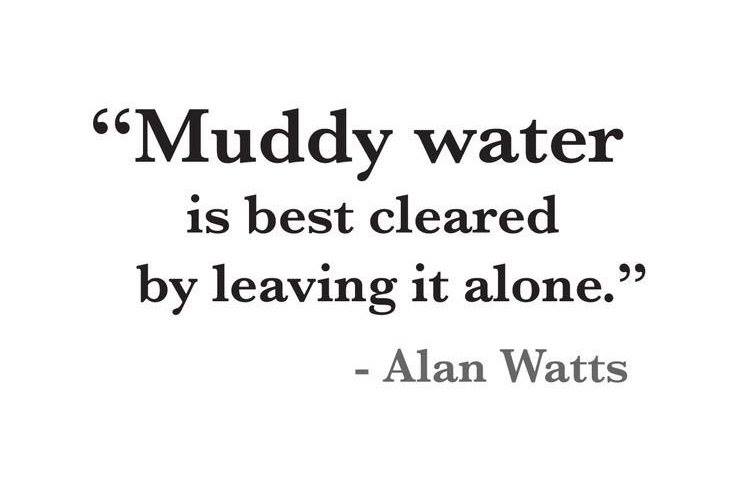 “Muddy water
is best cleared
by leaving it alone.”
- Alan Watts